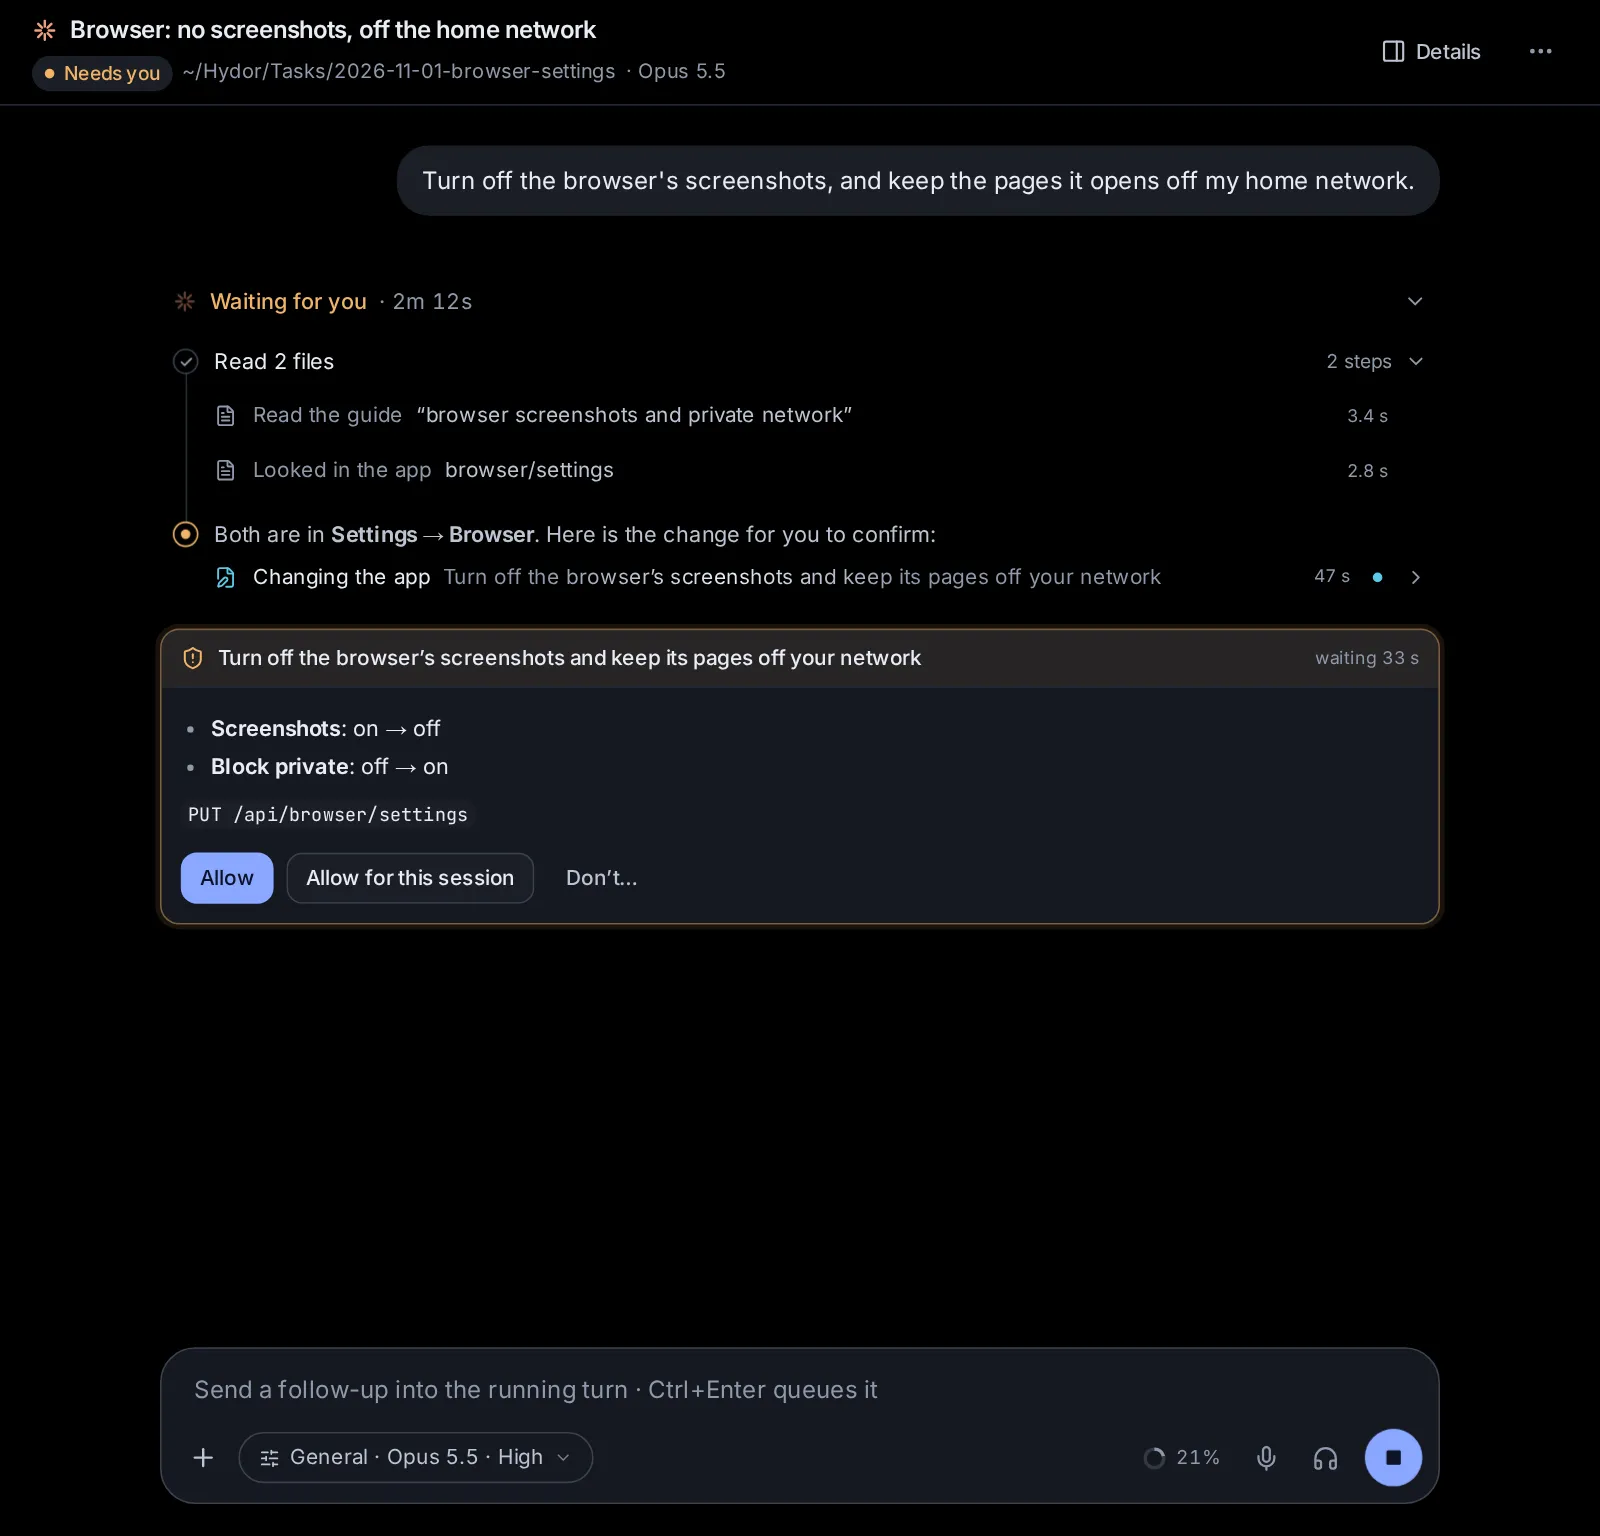 Browser: no screenshots, off the home network
Needs you ~/Hydor/Tasks/2026-11-01-browser-settings · Opus 5.5
Details
Turn off the browser's screenshots, and keep the pages it opens off my home network.
Waiting for you · 2m 12s
Read 2 files 2 steps
Read the guide “browser screenshots and private network” 3.4 s
Looked in the app browser/settings 2.8 s
Both are in Settings → Browser. Here is the change for you to confirm:
Changing the app Turn off the browser’s screenshots and keep its pages off your network 47 s
Turn off the browser’s screenshots and keep its pages off your network waiting 33 s
• Screenshots: on → off
• Block private: off → on
PUT /api/browser/settings
Allow Allow for this session Don’t…
Send a follow-up into the running turn · Ctrl+Enter queues it
General · Opus 5.5 · High 21%